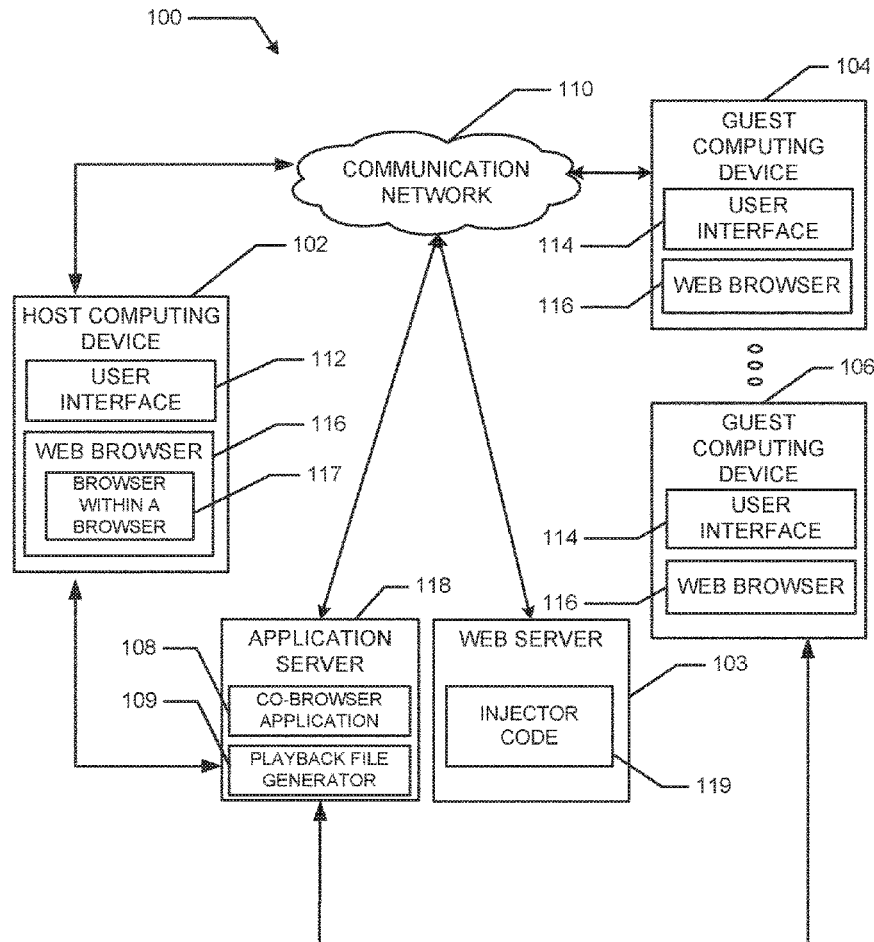 100
104
110
GUEST
COMPUTING
DEVICE
COMMUNICATION
NETWORK
USER
INTERFACE
114
102
116
WEB BROWSER
HOST COMPUTING
DEVICE
USER
INTERFACE
112
106
GUEST
COMPUTING
DEVICE
WEB BROWSER
116
BROWSER
WITHIN A
BROWSER
117
USER
INTERFACE
114
118
116
WEB BROWSER
APPLICATION
SERVER
WEB SERVER
108
CO-BROWSER
APPLICATION
103
109
INJECTOR
CODE
PLAYBACK FILE
GENERATOR
119